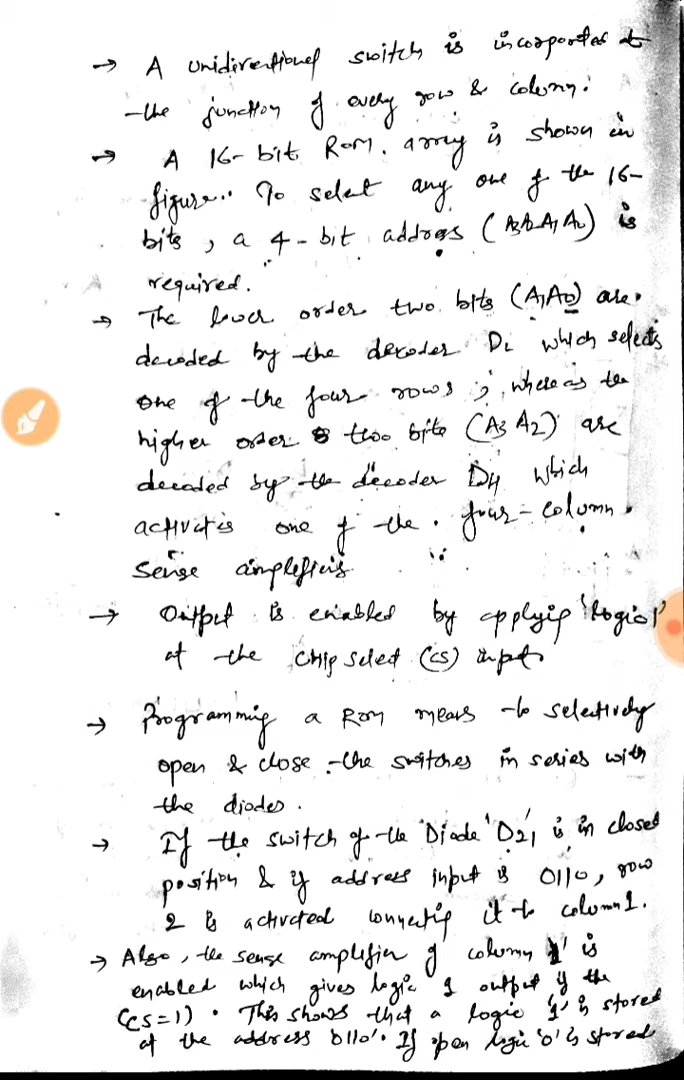 → A unidirectional switch is incorporated at
the junction of every row & column.
→ A 16-bit ROM array is shown in
figure. To select any one of the 16-
bits, a 4-bit address (A3A2A1A0) is
required.
→ The lower order two bits (A1A0) are
decoded by the decoder DL which selects
one of the four rows; where as the
higher order two bits (A3 A2) are
decoded by the decoder DH which
activates one of the four-column
sense amplifiers
→ Output is enabled by applying 'logic 1'
at the chip select (CS) input
→ Programming a ROM means to selectively
open & close the switches in series with
the diodes.
→ If the switch of the Diode 'D21 is in closed
position & if address input is 0110, row
2 is activated connecting it to column 1.
→ Also, the sense amplifier of column '1' is
enabled which gives logic 1 output if the
(CS=1). This shows that a logic '1' is stored
at the address '0110'. If open logic '0' is stored